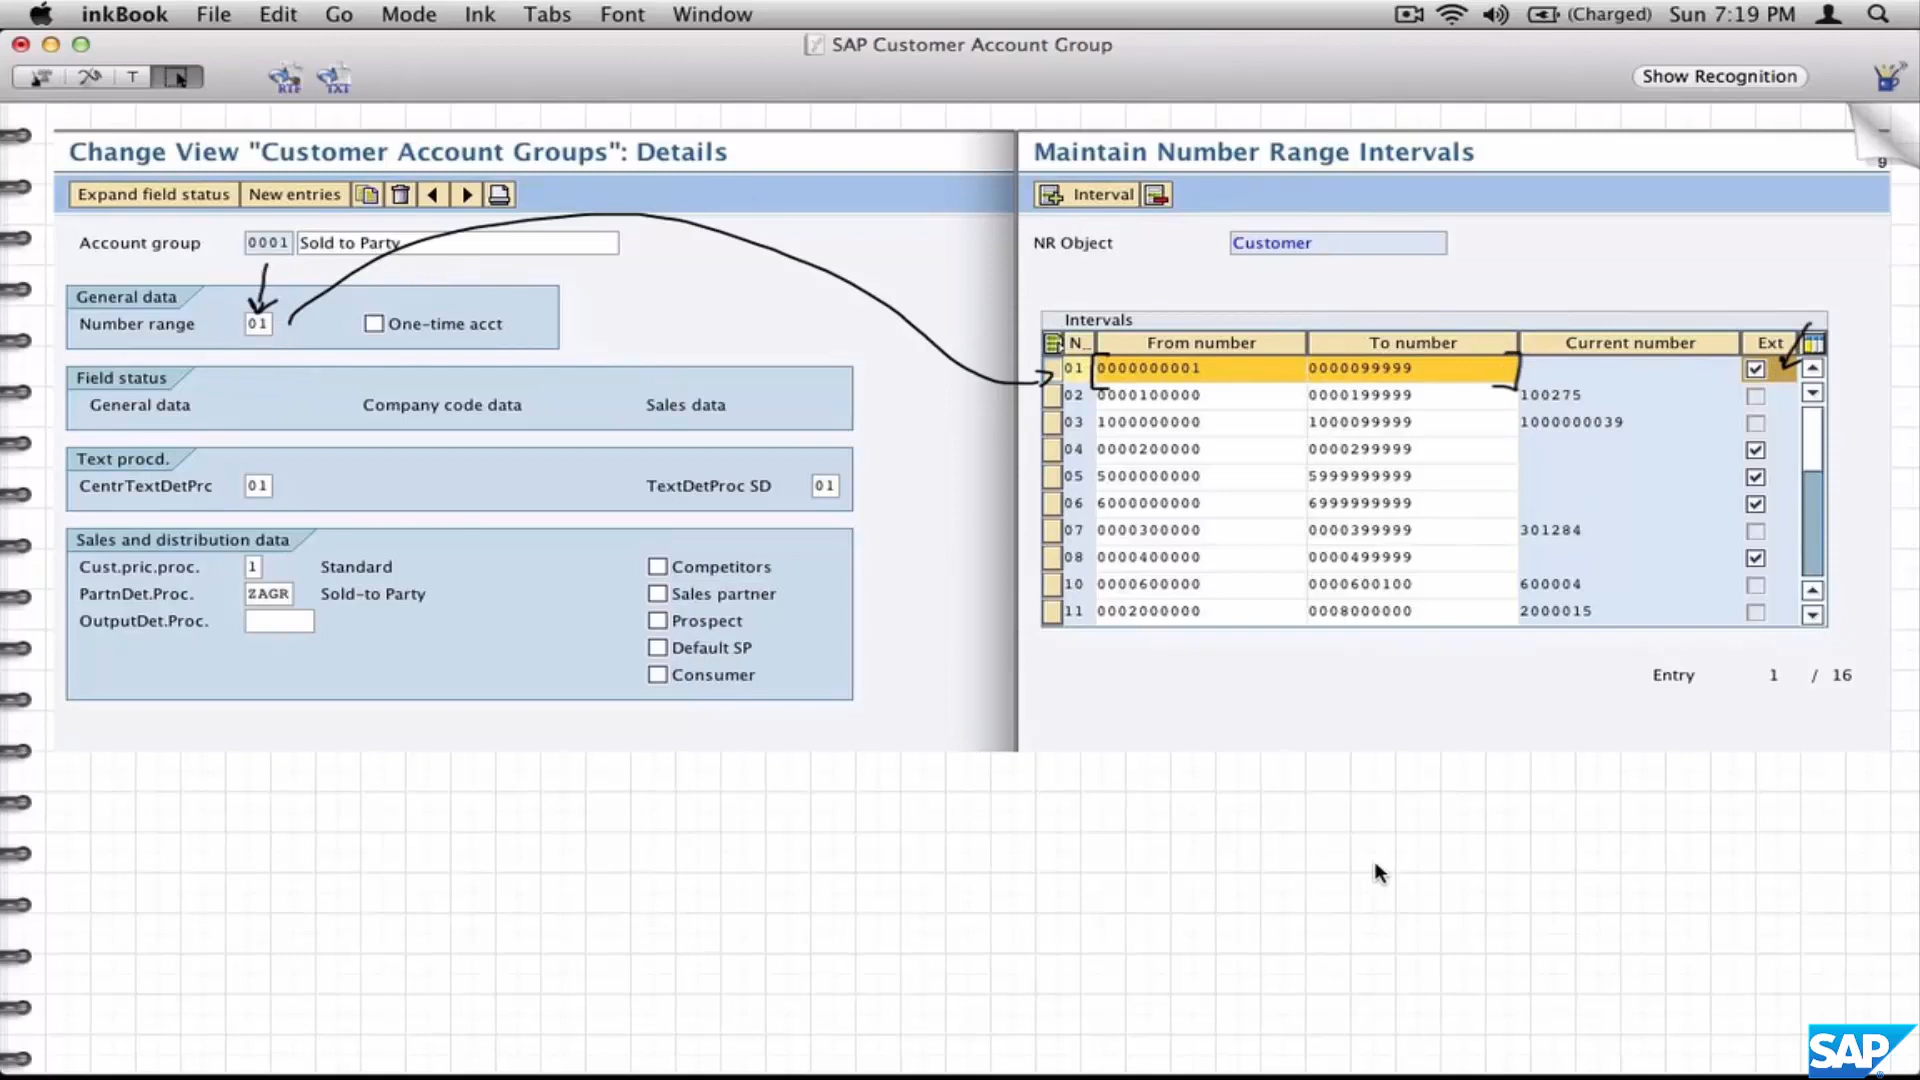 inkBook File Edit Go Mode Ink Tabs Font Window (Charged) Sun 7:19 PM
SAP Customer Account Group
T RTF TXT Show Recognition
Change View "Customer Account Groups": Details
Expand field status New entries
Account group 0001 Sold to Party
General data
Number range 01 One-time acct
Field status
General data Company code data Sales data
Text procd.
CentrTextDetPrc 01 TextDetProc SD 01
Sales and distribution data
Cust.pric.proc. 1 Standard Competitors
PartnDet.Proc. ZAGR Sold-to Party Sales partner
OutputDet.Proc. Prospect
Default SP
Consumer
Maintain Number Range Intervals
9
Interval
NR Object Customer
Intervals
N.. From number To number Current number Ext
01 0000000001 0000099999
02 0000100000 0000199999 100275
03 1000000000 1000099999 1000000039
04 0000200000 0000299999
05 5000000000 5999999999
06 6000000000 6999999999
07 0000300000 0000399999 301284
08 0000400000 0000499999
10 0000600000 0000600100 600004
11 0002000000 0008000000 2000015
Entry 1 / 16
SAP